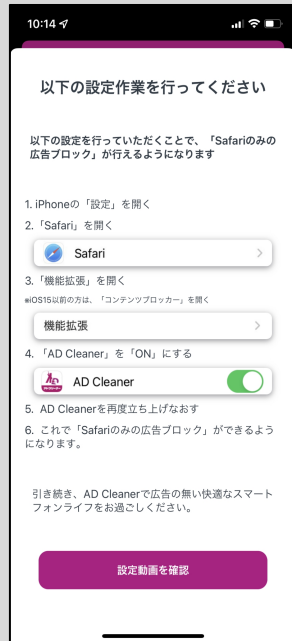 10:14
以下の設定作業を行ってください
以下の設定を行っていただくことで、「Safariのみの
広告ブロック」が行えるようになります
1. iPhoneの「設定」を開く
2.「Safari」を開く
Safari
3.「機能拡張」を開く
※iOS15以前の方は、「コンテンツブロッカー」を開く
機能拡張
4. 「AD Cleaner」を「ON」にする
AD Cleaner
5. AD Cleanerを再度立ち上げなおす
6. これで「Safariのみの広告ブロック」ができるよう
になります。
引き続き、AD Cleanerで広告の無い快適なスマート
フォンライフをお過ごしください。
設定動画を確認